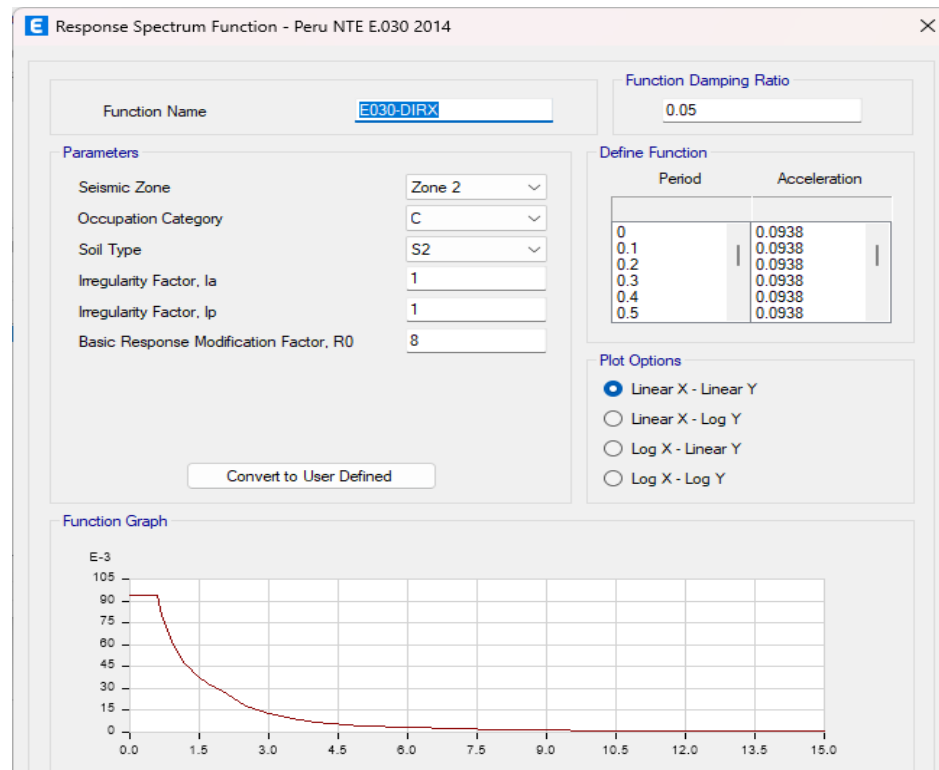 E Response Spectrum Function - Peru NTE E.030 2014
Function Name
E030-DIRX
Function Damping Ratio
0.05
Parameters
Seismic Zone Zone 2
Occupation Category C
Soil Type S2
Irregularity Factor, Ia 1
Irregularity Factor, Ip 1
Basic Response Modification Factor, R0 8
Convert to User Defined
Define Function
Period Acceleration
0 0.0938
0.1 0.0938
0.2 0.0938
0.3 0.0938
0.4 0.0938
0.5 0.0938
Plot Options
Linear X - Linear Y
Linear X - Log Y
Log X - Linear Y
Log X - Log Y
Function Graph
E-3
105
90
75
60
45
30
15
0
0.0 1.5 3.0 4.5 6.0 7.5 9.0 10.5 12.0 13.5 15.0